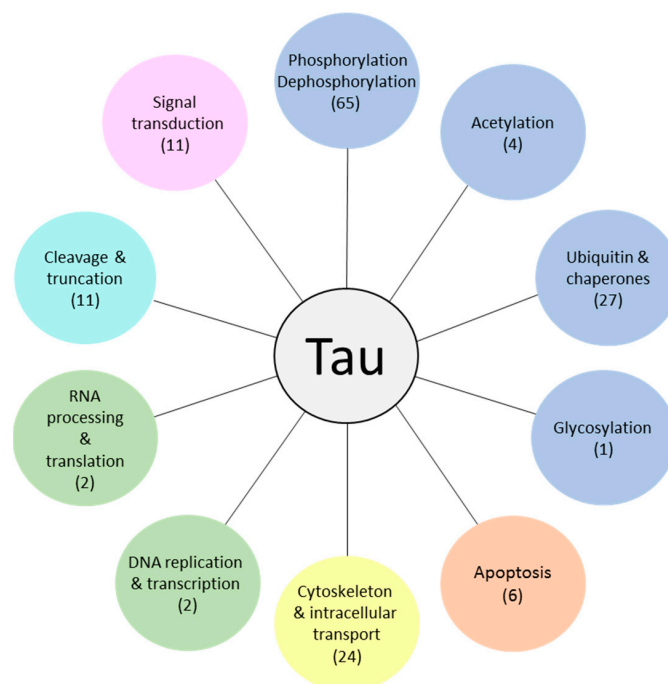 Phosphorylation
Dephosphorylation
(65)
Acetylation
(4)
Ubiquitin &
chaperones
(27)
Glycosylation
(1)
Apoptosis
(6)
Cytoskeleton
& intracellular
transport
(24)
DNA replication
& transcription
(2)
RNA
processing
&
translation
(2)
Cleavage &
truncation
(11)
Signal
transduction
(11)
Tau